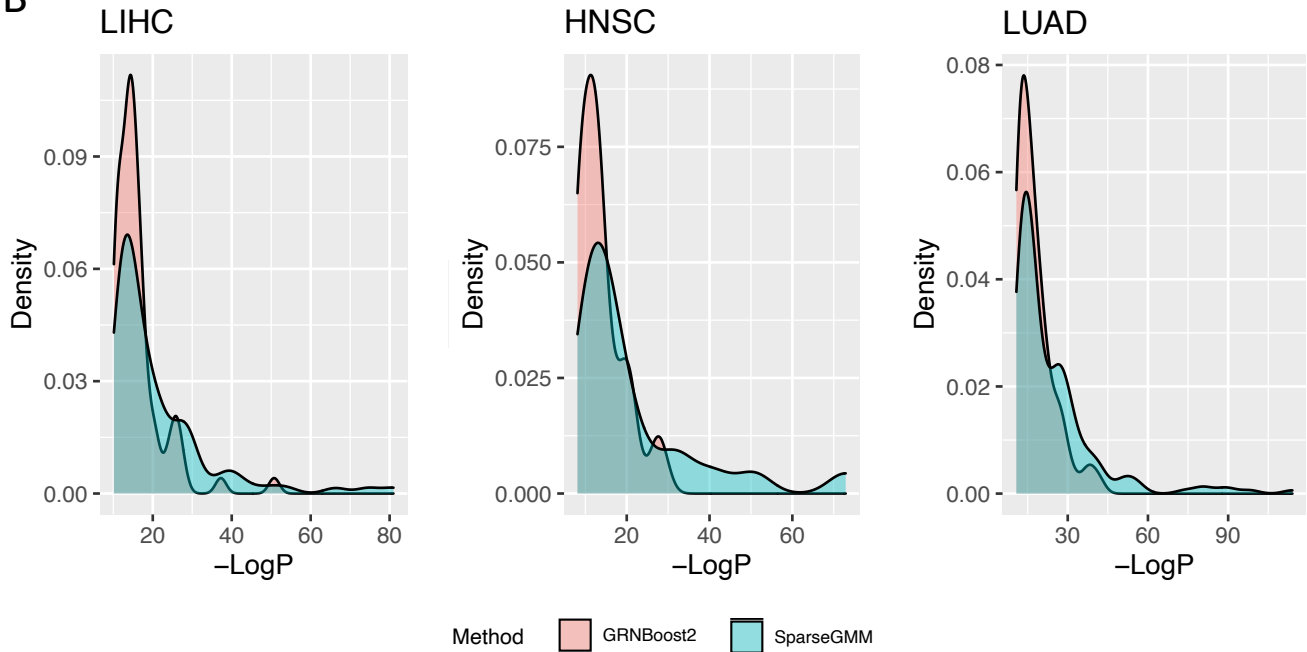 B
LIHC
HNSC
LUAD
Density
0.09
0.06
0.03
0.00
20 40 60 80
−LogP
Density
0.075
0.050
0.025
0.000
20 40 60
−LogP
Density
0.08
0.06
0.04
0.02
0.00
30 60 90
−LogP
Method GRNBoost2 SparseGMM